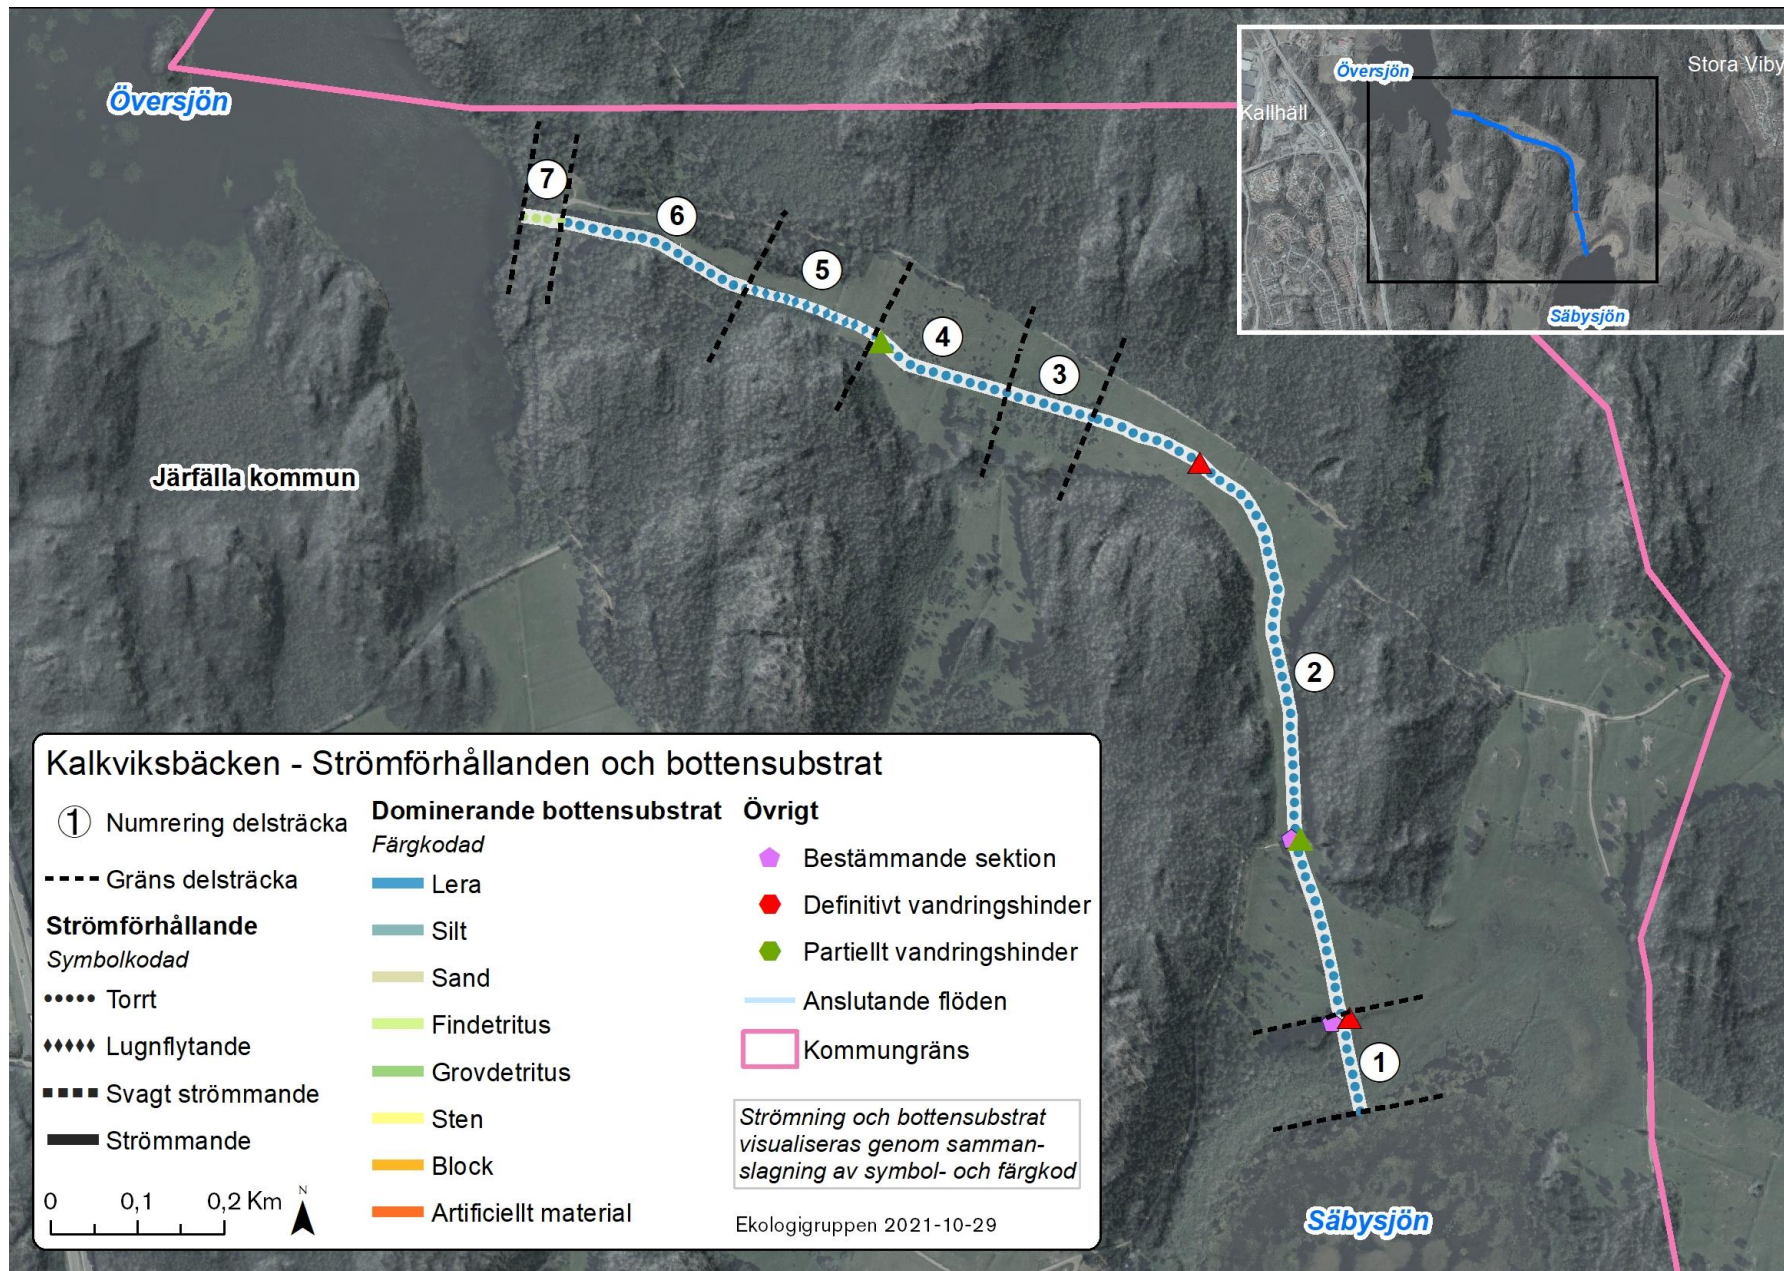 Översjön
Översjön
Stora Viby
Kallhäll
Säbysjön
7
6
5
4
3
2
1
Järfälla kommun
Säbysjön
Kalkviksbäcken - Strömförhållanden och bottensubstrat
1 Numrering delsträcka
Gräns delsträcka
Strömförhållande
Symbolkodad
Torrt
Lugnflytande
Svagt strömmande
Strömmande
0 0,1 0,2 Km
N
Dominerande bottensubstrat
Färgkodad
Lera
Silt
Sand
Findetritus
Grovdetritus
Sten
Block
Artificiellt material
Övrigt
Bestämmande sektion
Definitivt vandringshinder
Partiellt vandringshinder
Anslutande flöden
Kommungräns
Strömning och bottensubstrat
visualiseras genom samman-
slagning av symbol- och färgkod
Ekologigruppen 2021-10-29